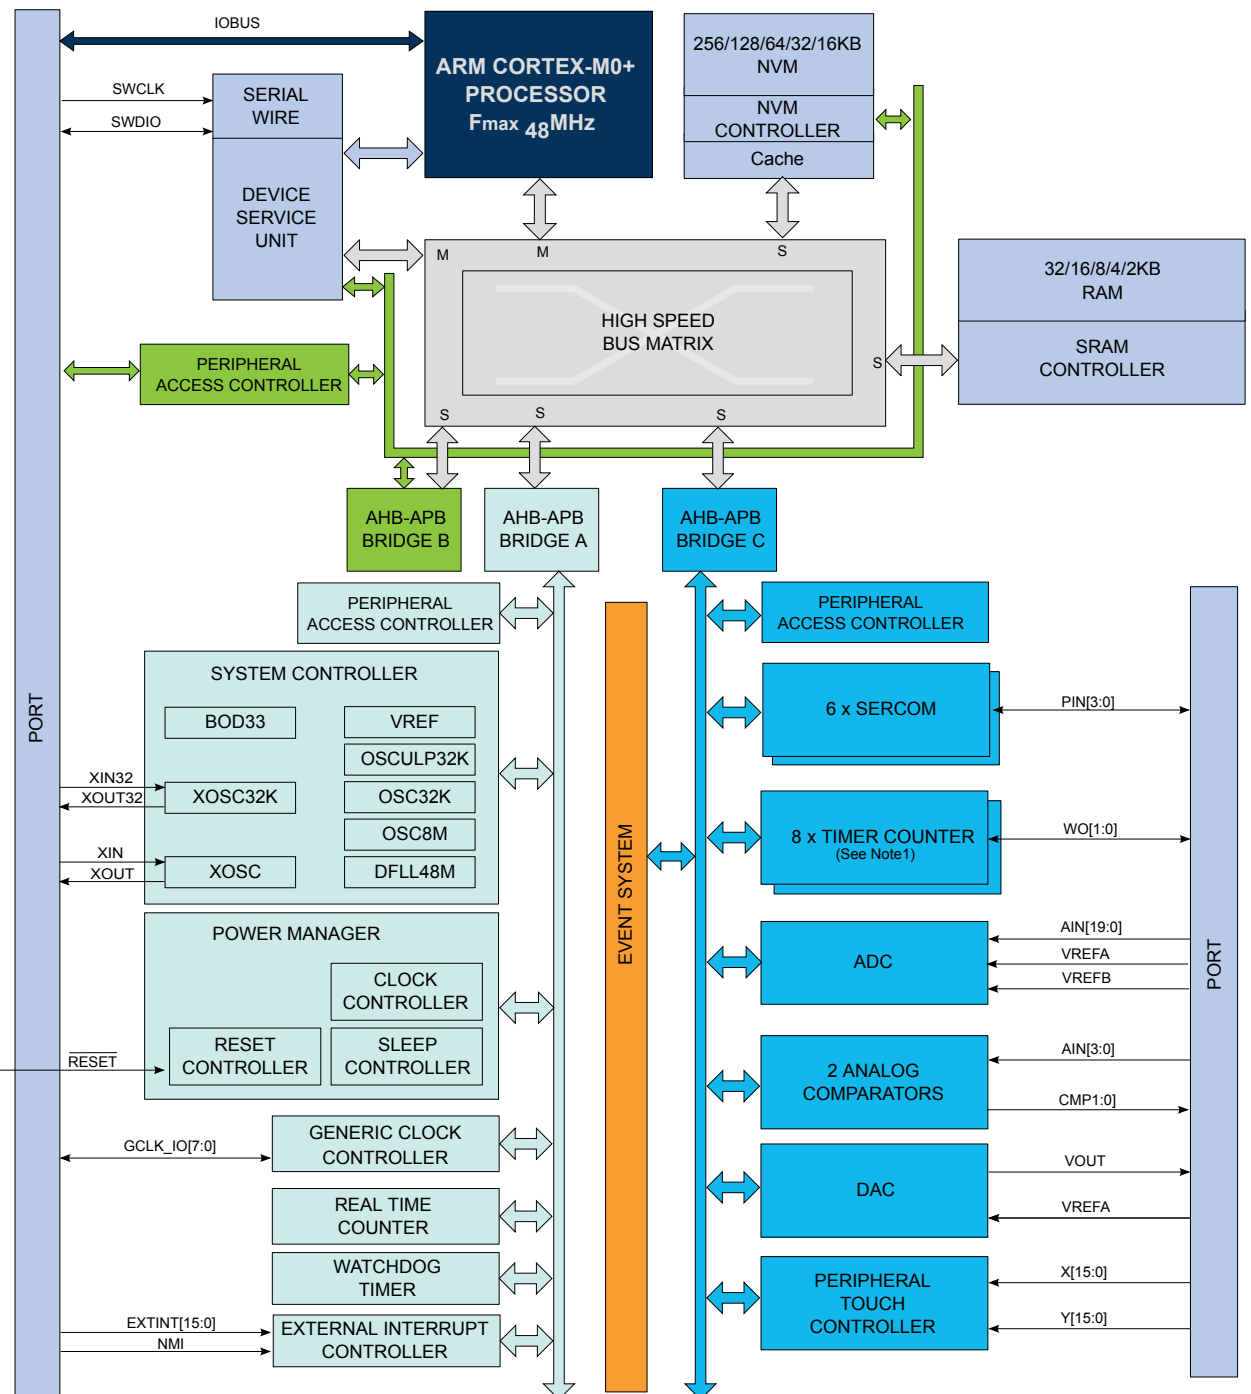 IOBUS
ARM CORTEX-M0+
PROCESSOR
Fmax 48MHz
256/128/64/32/16KB
NVM
NVM
CONTROLLER
Cache
SWCLK
SWDIO
SERIAL
WIRE
DEVICE
SERVICE
UNIT
M
M
S
HIGH SPEED
BUS MATRIX
S
S
S
S
32/16/8/4/2KB
RAM
SRAM
CONTROLLER
PERIPHERAL
ACCESS CONTROLLER
AHB-APB
BRIDGE B
AHB-APB
BRIDGE A
AHB-APB
BRIDGE C
PORT
PERIPHERAL
ACCESS CONTROLLER
SYSTEM CONTROLLER
BOD33
VREF
OSCULP32K
XIN32
XOUT32
XOSC32K
OSC32K
OSC8M
XIN
XOUT
XOSC
DFLL48M
POWER MANAGER
CLOCK
CONTROLLER
RESET
RESET
CONTROLLER
SLEEP
CONTROLLER
GCLK_IO[7:0]
GENERIC CLOCK
CONTROLLER
REAL TIME
COUNTER
WATCHDOG
TIMER
EXTINT[15:0]
NMI
EXTERNAL INTERRUPT
CONTROLLER
EVENT SYSTEM
PERIPHERAL
ACCESS CONTROLLER
6 x SERCOM
PIN[3:0]
8 x TIMER COUNTER
(See Note1)
WO[1:0]
ADC
AIN[19:0]
VREFA
VREFB
2 ANALOG
COMPARATORS
AIN[3:0]
CMP1:0]
DAC
VOUT
VREFA
PERIPHERAL
TOUCH
CONTROLLER
X[15:0]
Y[15:0]
PORT